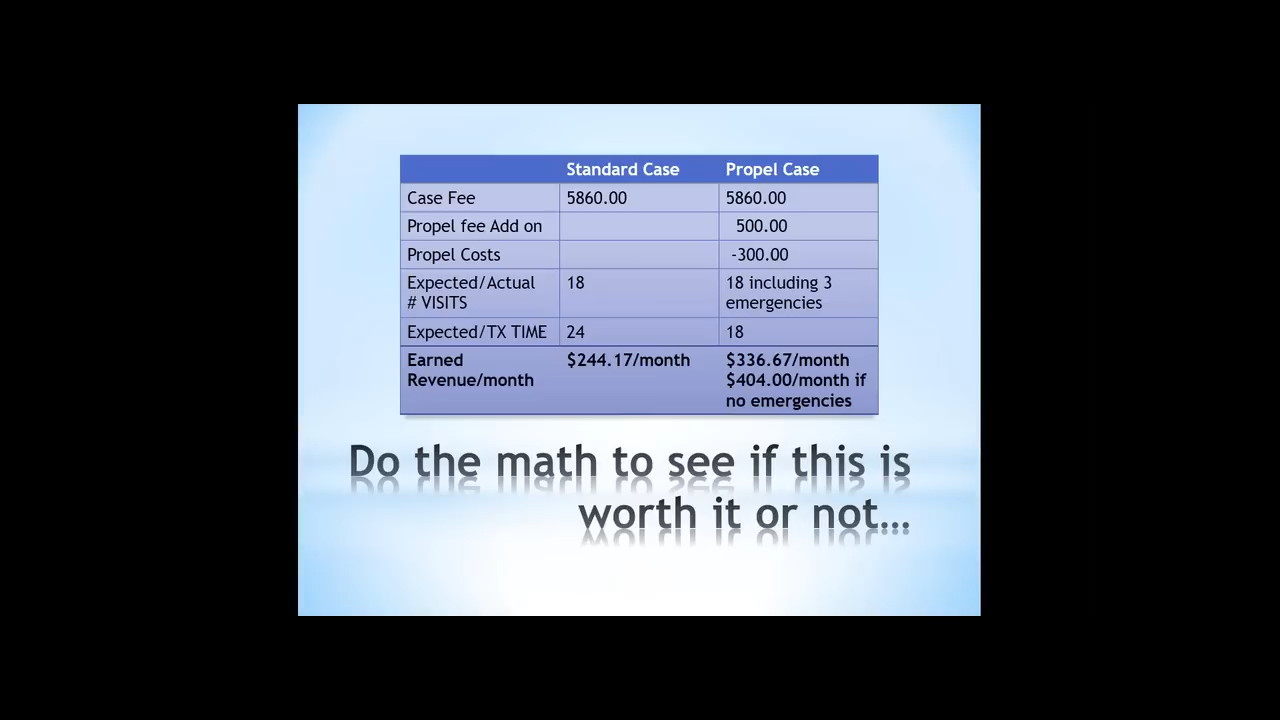 Standard Case Propel Case
Case Fee 5860.00 5860.00
Propel fee Add on 500.00
Propel Costs -300.00
Expected/Actual 18 18 including 3
# VISITS emergencies
Expected/TX TIME 24 18
Earned $244.17/month $336.67/month
Revenue/month $404.00/month if
no emergencies
Do the math to see if this is
worth it or not…